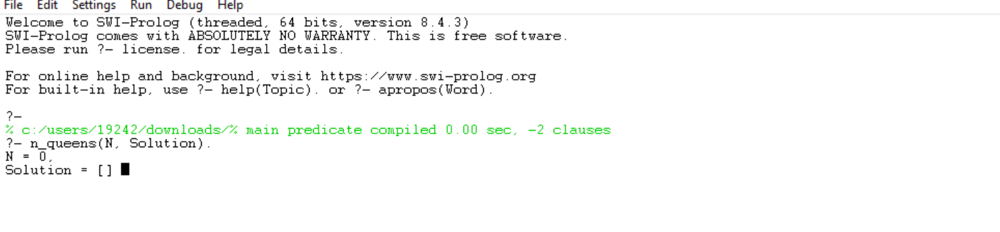 File Edit Settings Run Debug Help
Welcome to SWI-Prolog (threaded, 64 bits, version 8.4.3)
SWI-Prolog comes with ABSOLUTELY NO WARRANTY. This is free software.
Please run ?- license. for legal details.
For online help and background, visit https://www.swi-prolog.org
For built-in help, use ?- help(Topic). or ?- apropos(Word).
?-
% c:/users/19242/downloads/% main predicate compiled 0.00 sec, -2 clauses
?- n_queens(N, Solution).
N = 0,
Solution = []